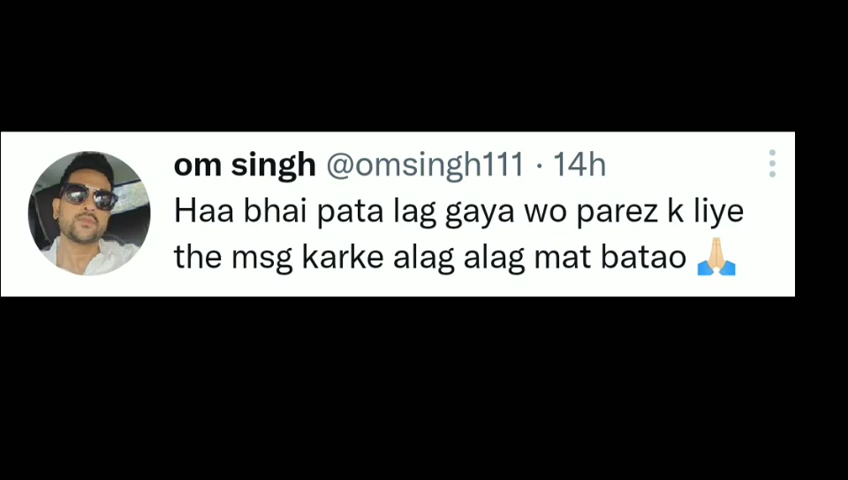 om singh @omsingh111 · 14h
Haa bhai pata lag gaya wo parez k liye
the msg karke alag alag mat batao 🙏🏼